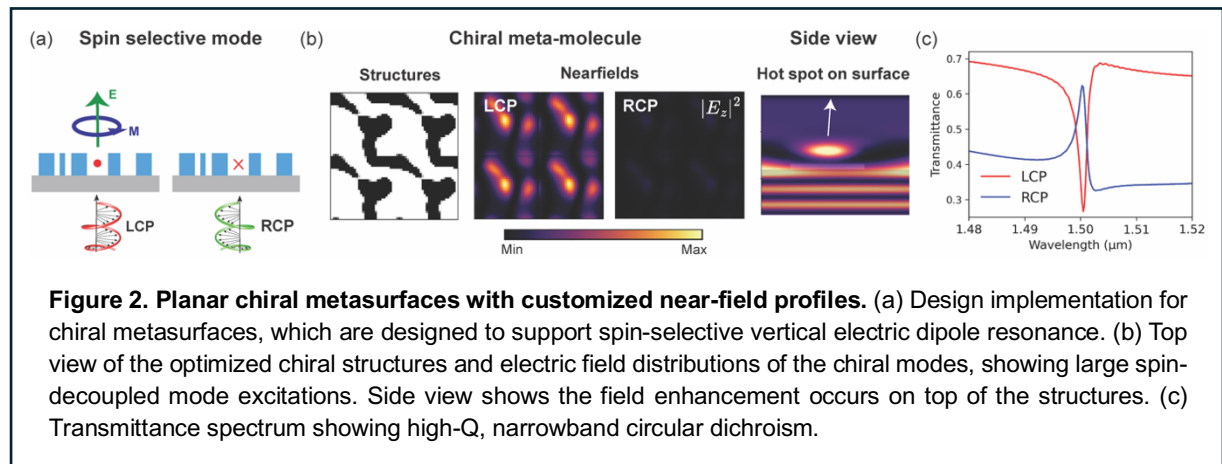 (a) Spin selective mode
E
M
LCP
RCP
(b) Chiral meta-molecule
Structures
Nearfields
LCP
RCP |E_z|^2
Min Max
Side view
Hot spot on surface
(c)
Transmittance
0.7
0.6
0.5
0.4
0.3
LCP
RCP
1.48 1.49 1.50 1.51 1.52
Wavelength (μm)
Figure 2. Planar chiral metasurfaces with customized near-field profiles. (a) Design implementation for
chiral metasurfaces, which are designed to support spin-selective vertical electric dipole resonance. (b) Top
view of the optimized chiral structures and electric field distributions of the chiral modes, showing large spin-
decoupled mode excitations. Side view shows the field enhancement occurs on top of the structures. (c)
Transmittance spectrum showing high-Q, narrowband circular dichroism.